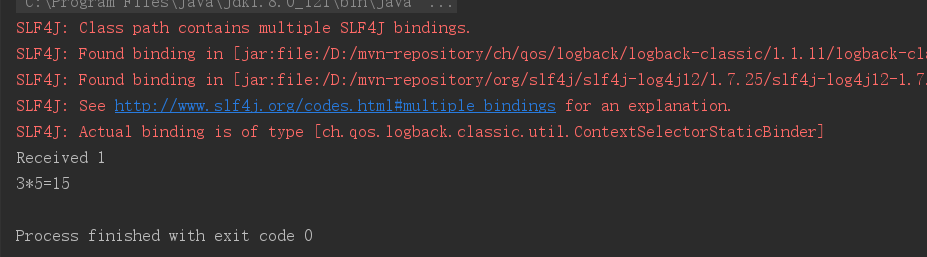 C:\Program Files\java\jdk1.8.0_121\bin\java ...
SLF4J: Class path contains multiple SLF4J bindings.
SLF4J: Found binding in [jar:file:/D:/mvn-repository/ch/qos/logback/logback-classic/1.1.11/logback-cl
SLF4J: Found binding in [jar:file:/D:/mvn-repository/org/slf4j/slf4j-log4j12/1.7.25/slf4j-log4j12-1.7.
SLF4J: See http://www.slf4j.org/codes.html#multiple_bindings for an explanation.
SLF4J: Actual binding is of type [ch.qos.logback.classic.util.ContextSelectorStaticBinder]
Received 1
3*5=15
Process finished with exit code 0